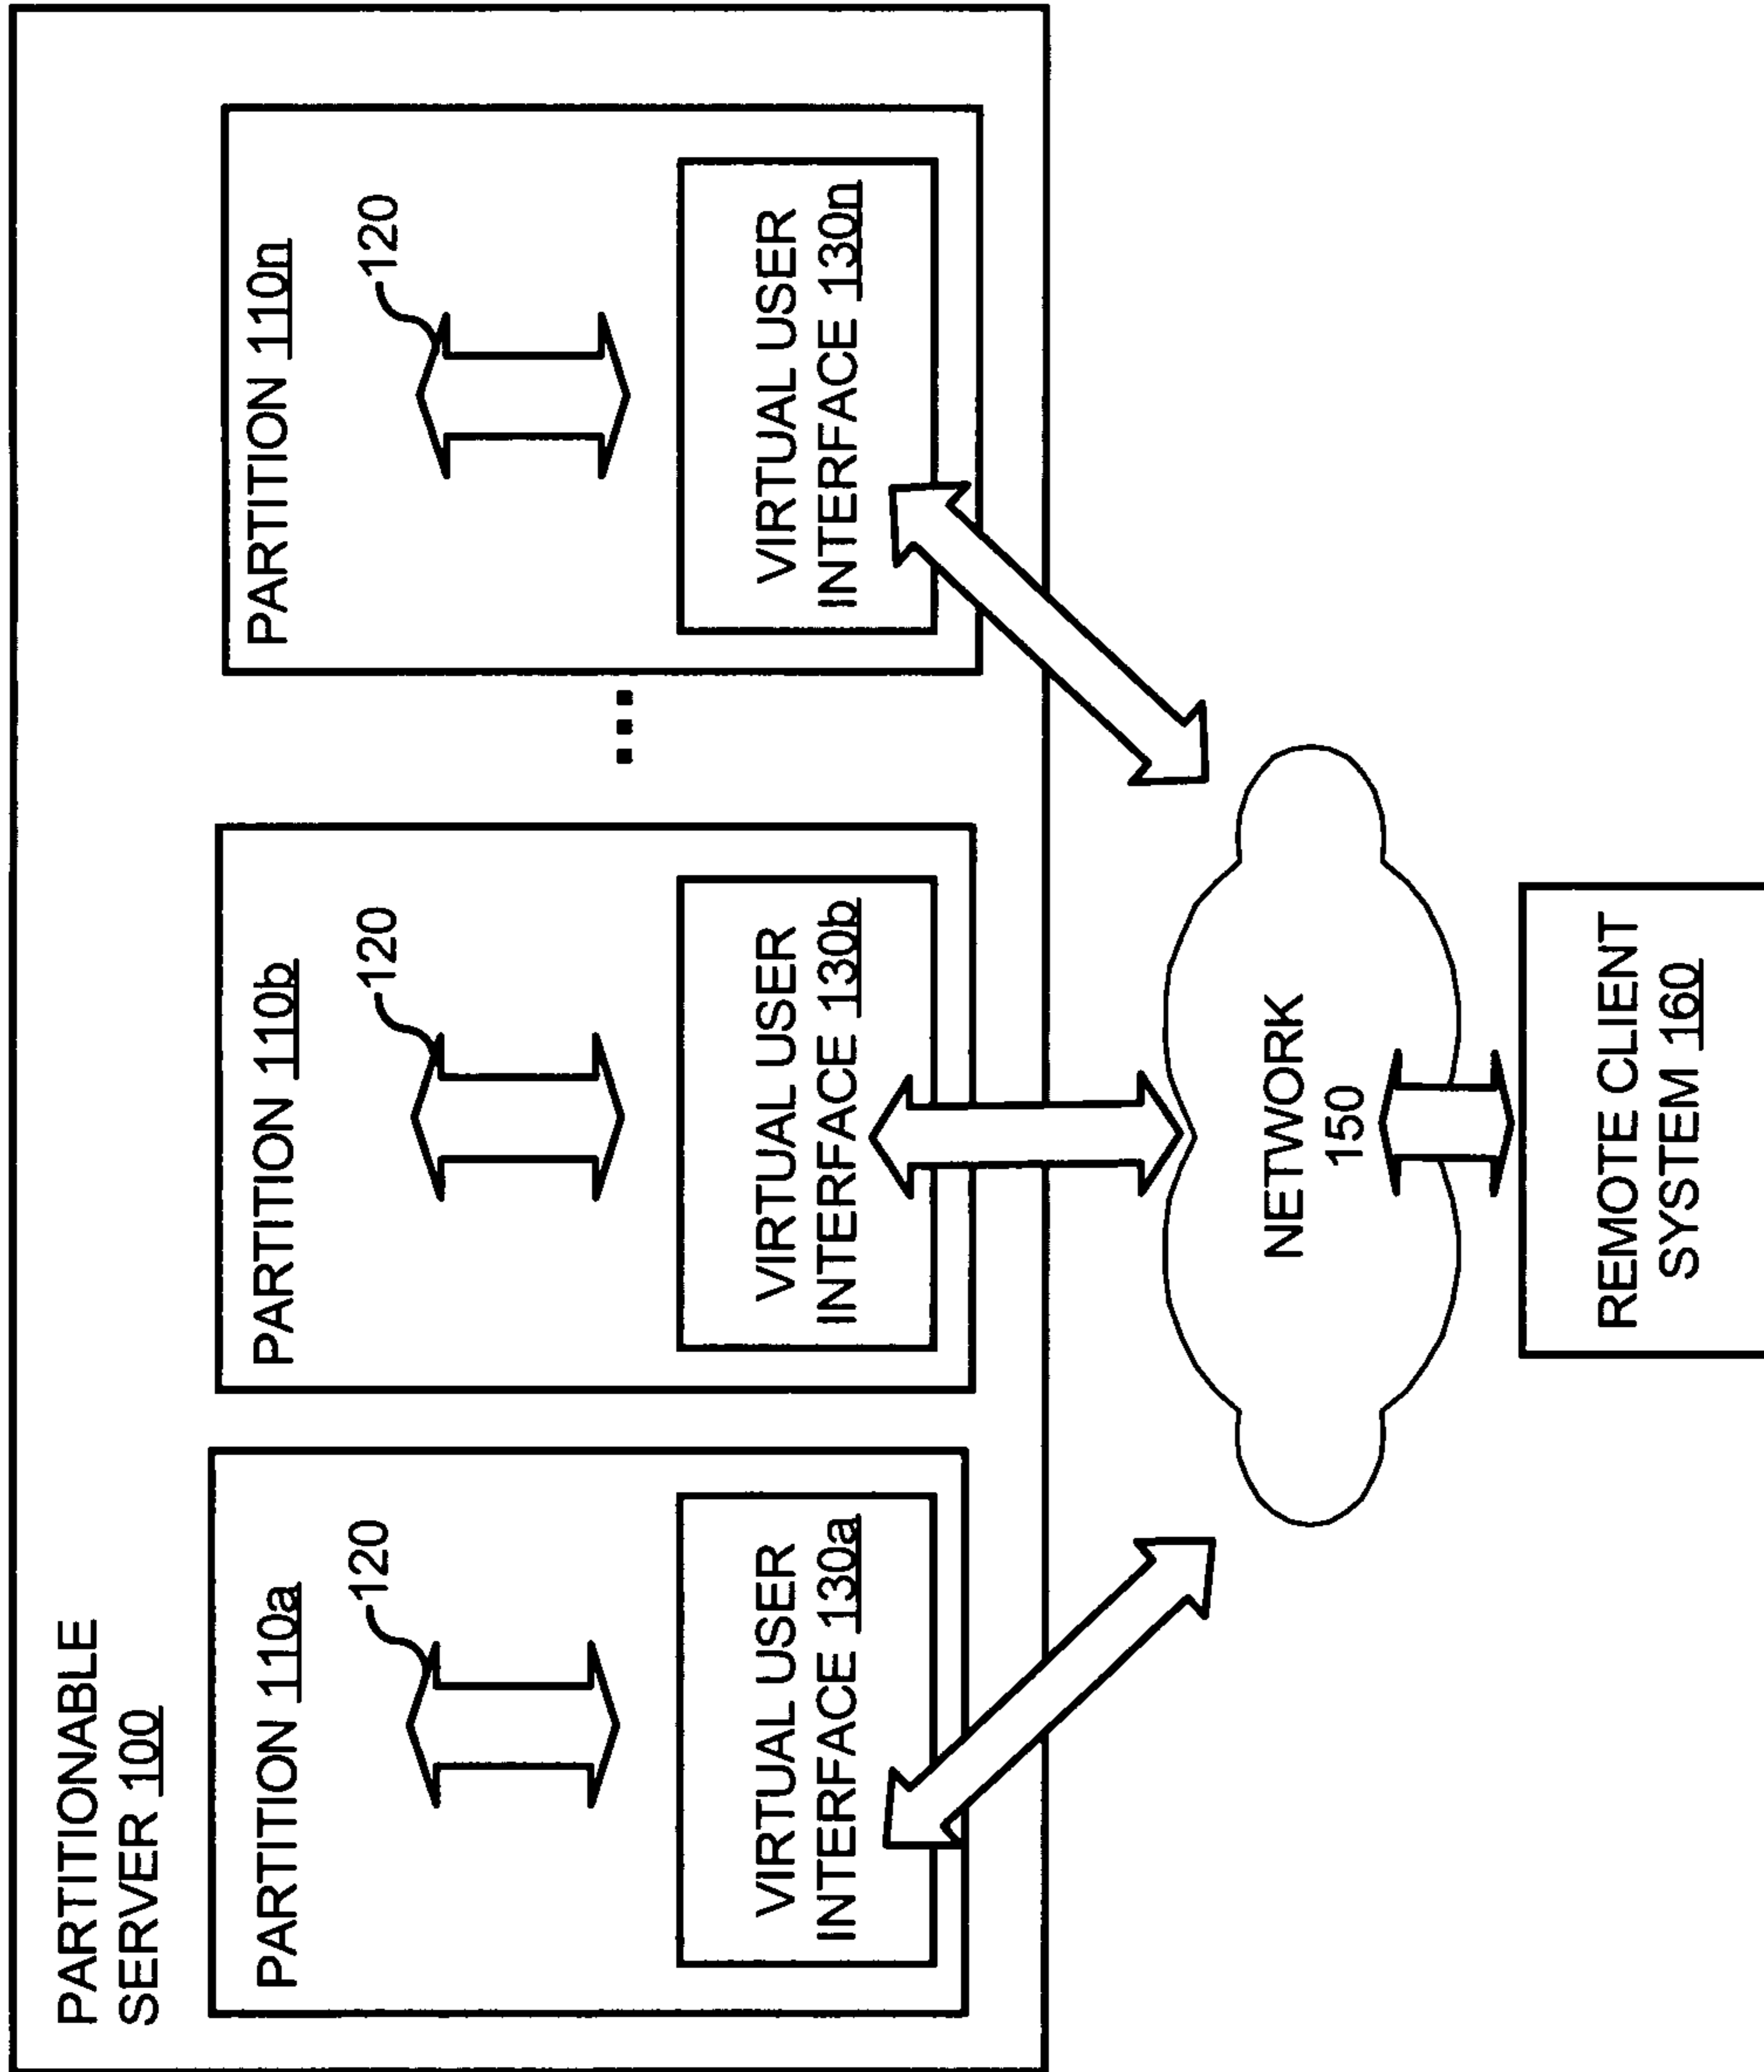 PARTITIONABLE
SERVER 100
PARTITION 110a
120
VIRTUAL USER
INTERFACE 130a
PARTITION 110b
120
VIRTUAL USER
INTERFACE 130b
...
PARTITION 110n
120
VIRTUAL USER
INTERFACE 130n
NETWORK
150
REMOTE CLIENT
SYSTEM 160